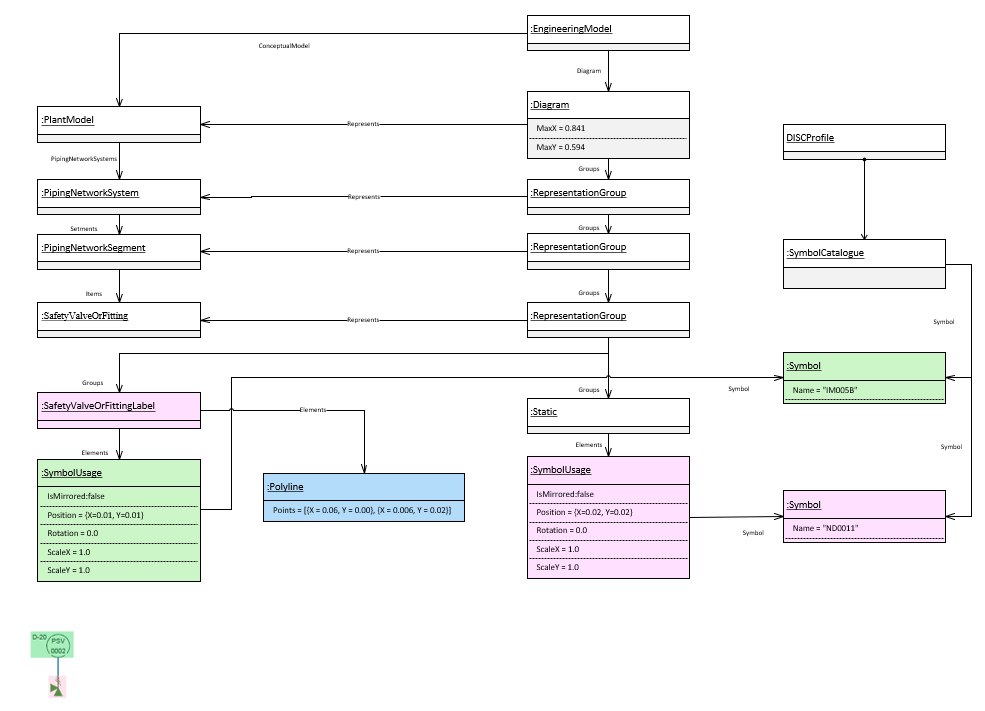 :EngineeringModel
ConceptualModel
Diagram
:Diagram
MaxX = 0.841
MaxY = 0.594
:PlantModel
Represents
DISCProfile
PipingNetworkSystems
Groups
:PipingNetworkSystem
Represents
:RepresentationGroup
Setments
Groups
:PipingNetworkSegment
Represents
:RepresentationGroup
:SymbolCatalogue
Items
Groups
:SafetyValveOrFitting
Represents
:RepresentationGroup
Symbol
:Symbol
Name = "IM005B"
Groups
Groups
Symbol
:SafetyValveOrFittingLabel
Elements
:Static
Elements
Elements
Symbol
:SymbolUsage
IsMirrored:false
Position = {X=0.01, Y=0.01}
Rotation = 0.0
ScaleX = 1.0
ScaleY = 1.0
:Polyline
Points = [{X = 0.06, Y = 0.00}, {X = 0.006, Y = 0.02}]
:SymbolUsage
IsMirrored:false
Position = {X=0.02, Y=0.02}
Rotation = 0.0
ScaleX = 1.0
ScaleY = 1.0
Symbol
:Symbol
Name = "ND0011"
D-20
PSV
0002